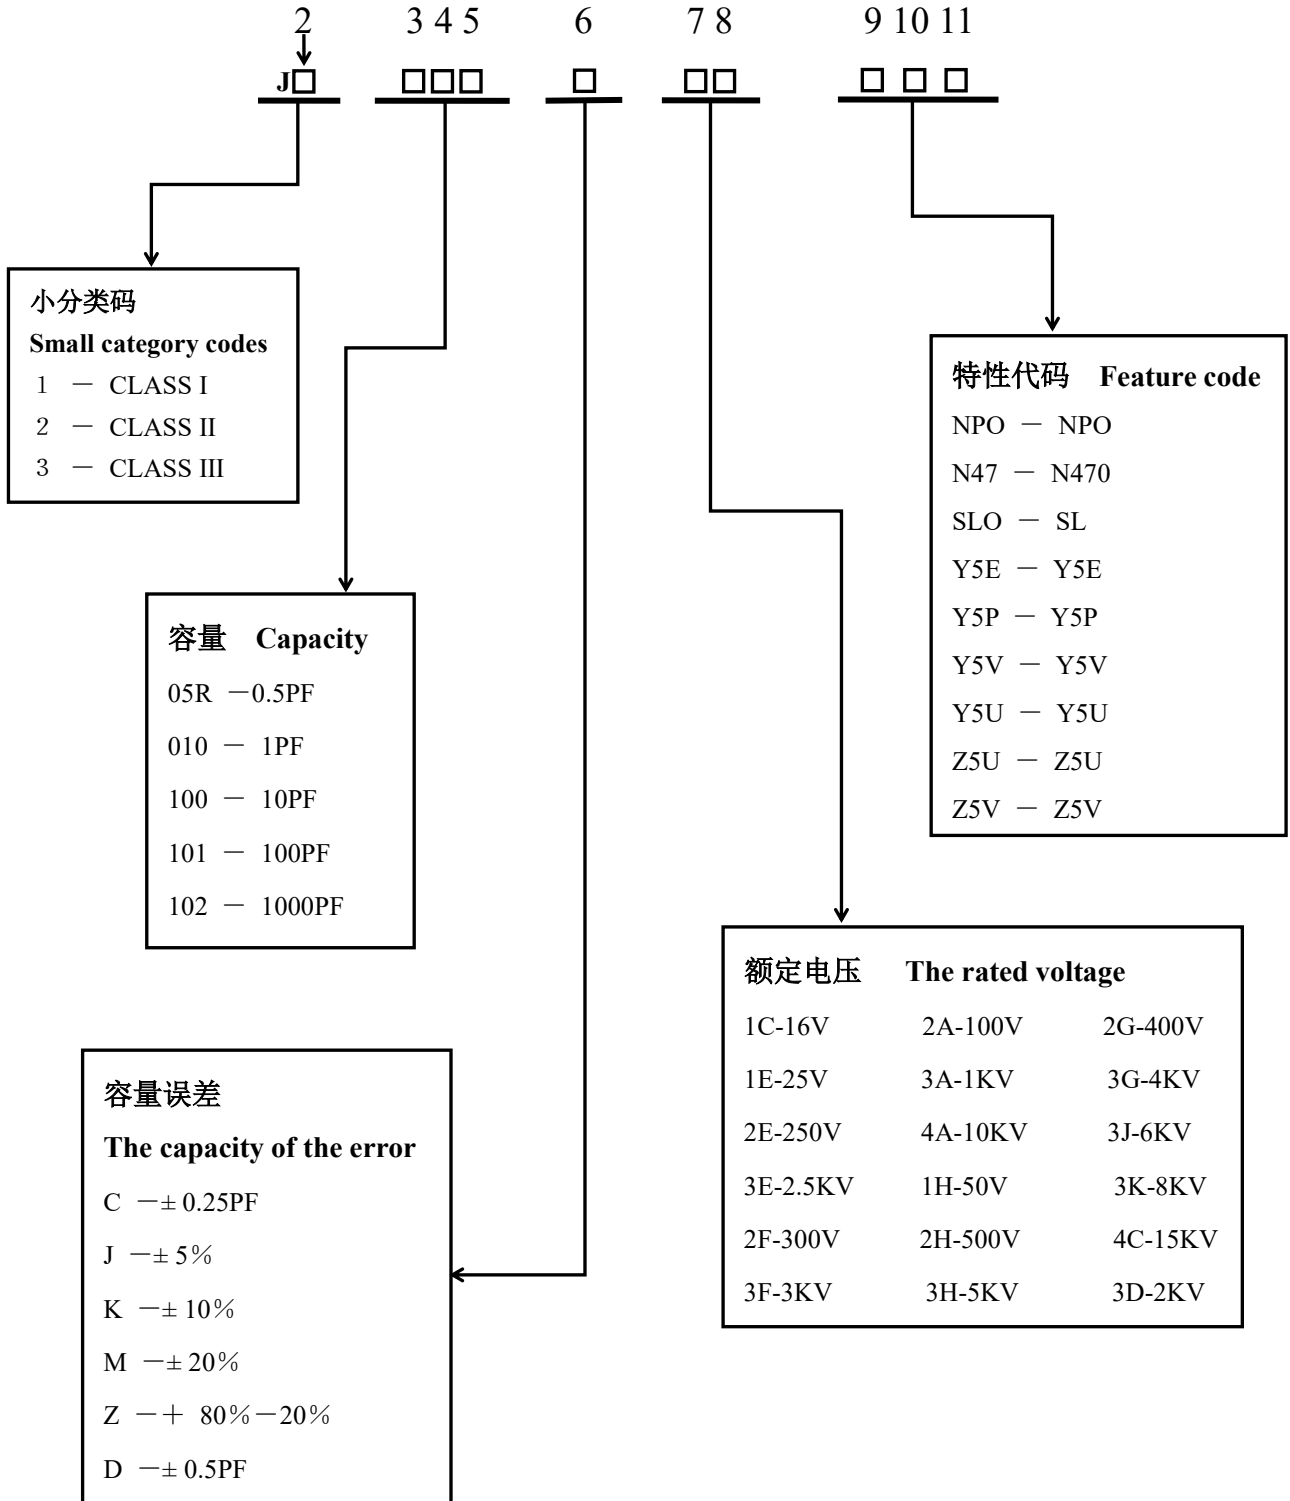 2 3 4 5 6 7 8 9 10 11
J□ □□□ □ □□ □ □ □
小分类码
Small category codes
1 － CLASS I
2 － CLASS II
3 － CLASS III
特性代码 Feature code
NPO － NPO
N47 － N470
SLO － SL
Y5E － Y5E
Y5P － Y5P
Y5V － Y5V
Y5U － Y5U
Z5U － Z5U
Z5V － Z5V
容量 Capacity
05R －0.5PF
010 － 1PF
100 － 10PF
101 － 100PF
102 － 1000PF
额定电压 The rated voltage
1C-16V 2A-100V 2G-400V
1E-25V 3A-1KV 3G-4KV
2E-250V 4A-10KV 3J-6KV
3E-2.5KV 1H-50V 3K-8KV
2F-300V 2H-500V 4C-15KV
3F-3KV 3H-5KV 3D-2KV
容量误差
The capacity of the error
C －± 0.25PF
J －± 5％
K －± 10％
M －± 20％
Z －＋ 80％－20％
D －± 0.5PF